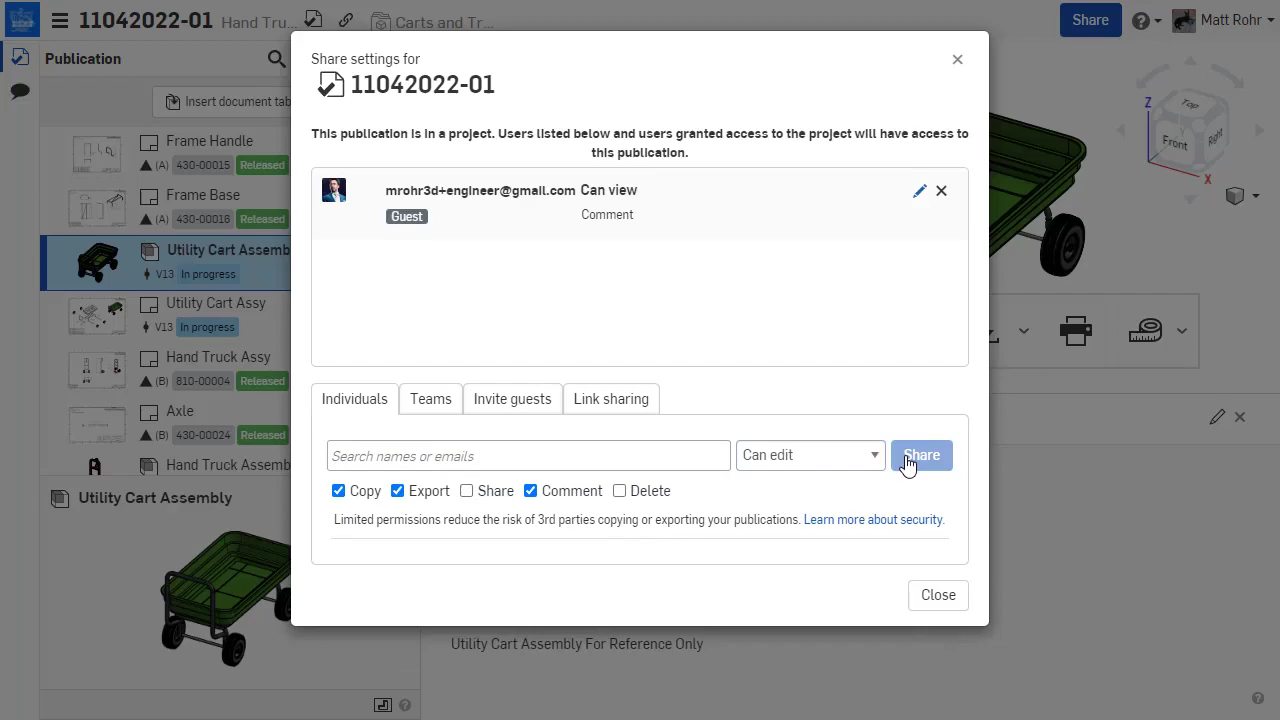 11042022-01 Hand Tru... Carts and Tr...
Share
Matt Rohr
Publication
Insert document tab
Frame Handle
(A) 430-00015 Released
Frame Base
(A) 430-00018 Released
Utility Cart Assemb
V13 In progress
Utility Cart Assy
V13 In progress
Hand Truck Assy
(B) 810-00004 Released
Axle
(B) 430-00024 Released
Hand Truck Assemb
Utility Cart Assembly
Share settings for
11042022-01
This publication is in a project. Users listed below and users granted access to the project will have access to
this publication.
mrohr3d+engineer@gmail.com Can view
Guest Comment
Individuals Teams Invite guests Link sharing
Search names or emails Can edit Share
Copy Export Share Comment Delete
Limited permissions reduce the risk of 3rd parties copying or exporting your publications. Learn more about security.
Close
Utility Cart Assembly For Reference Only
Z
Top
Front
Right
X